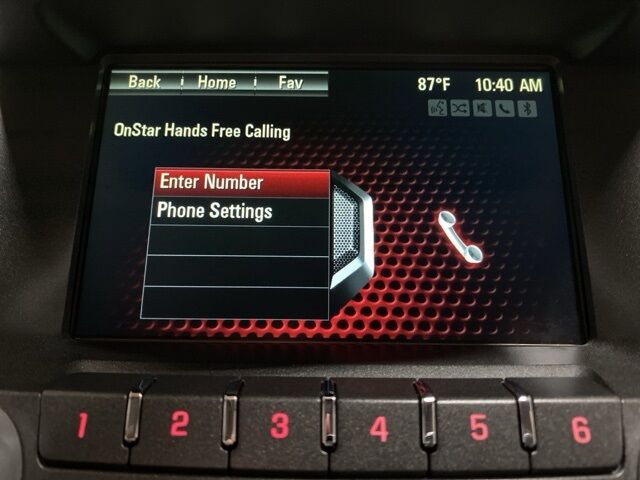 Back Home Fav
87°F 10:40 AM
OnStar Hands Free Calling
Enter Number
Phone Settings
1 2 3 4 5 6